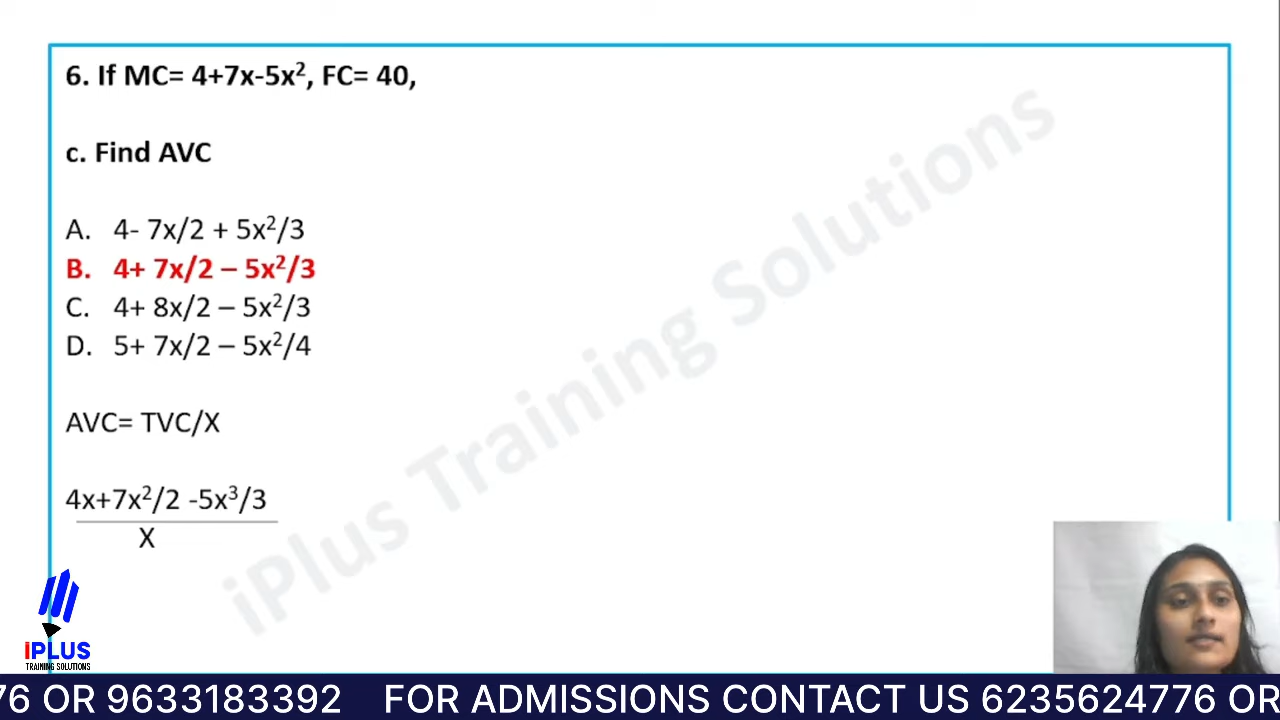 6. If MC= 4+7x-5x², FC= 40,
c. Find AVC
A. 4- 7x/2 + 5x²/3
B. 4+ 7x/2 – 5x²/3
C. 4+ 8x/2 – 5x²/3
D. 5+ 7x/2 – 5x²/4
AVC= TVC/X
4x+7x²/2 -5x³/3
X
iPlus Training Solutions
iPLUS
TRAINING SOLUTIONS
76 OR 9633183392 FOR ADMISSIONS CONTACT US 6235624776 OR